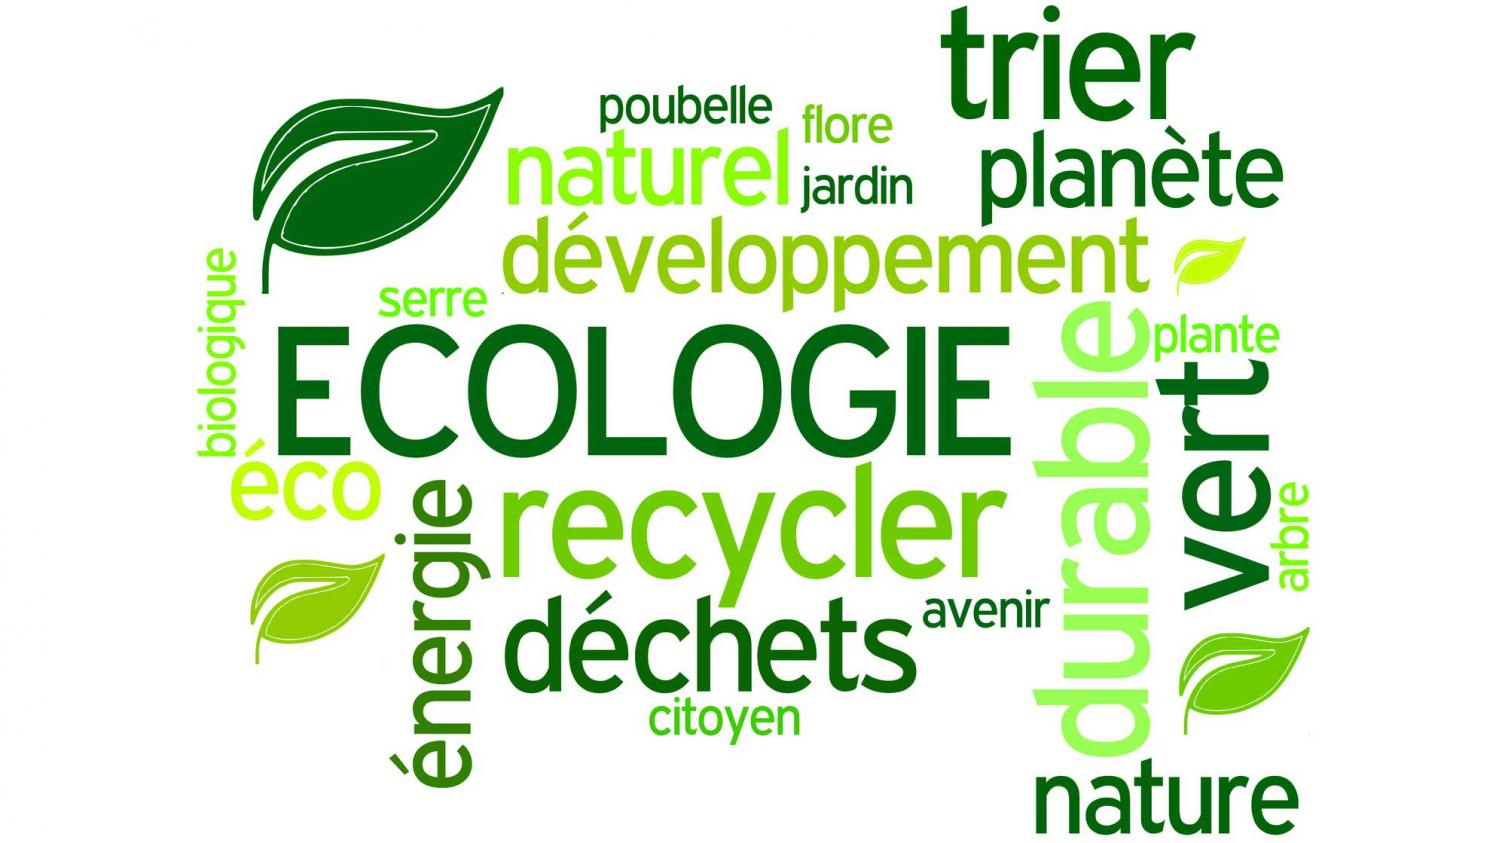 trier
poubelle
flore
naturel
jardin
planète
développement
biologique
serre
ECOLOGIE
durable
plante
vert
èco
énergie
recycler
arbre
déchets
avenir
citoyen
nature